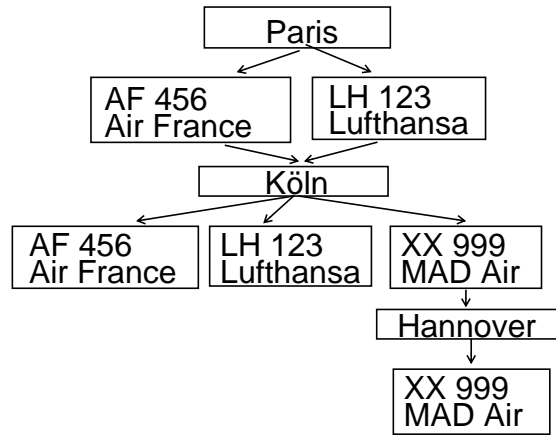 Paris
AF 456
Air France
LH 123
Lufthansa
Köln
AF 456
Air France
LH 123
Lufthansa
XX 999
MAD Air
Hannover
XX 999
MAD Air